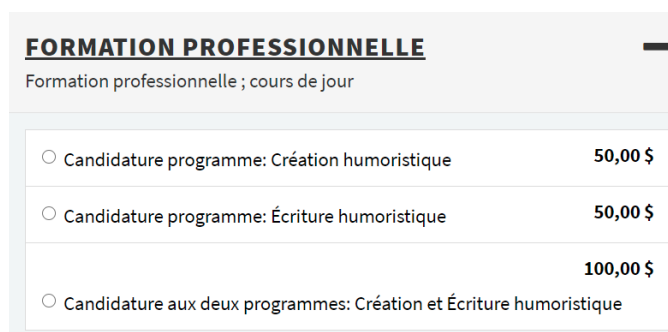 FORMATION PROFESSIONNELLE
Formation professionnelle ; cours de jour
Candidature programme: Création humoristique 50,00 $
Candidature programme: Écriture humoristique 50,00 $
100,00 $
Candidature aux deux programmes: Création et Écriture humoristique